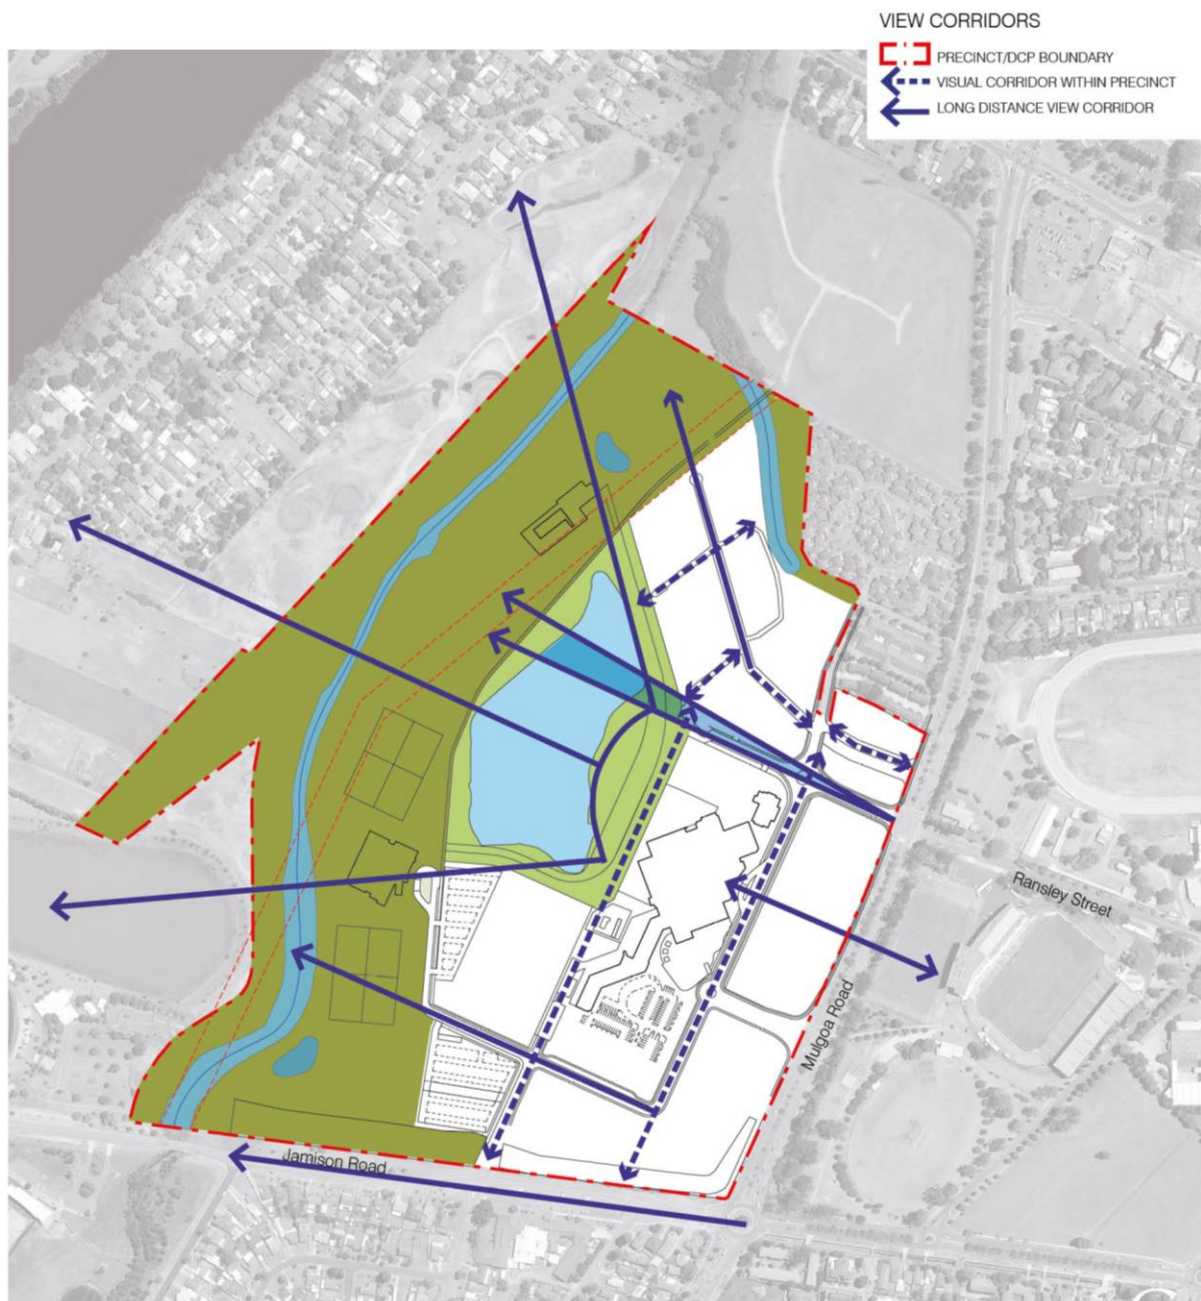 VIEW CORRIDORS
PRECINCT/DCP BOUNDARY
VISUAL CORRIDOR WITHIN PRECINCT
LONG DISTANCE VIEW CORRIDOR
Ransley Street
Mulgoa Road
Jamison Road